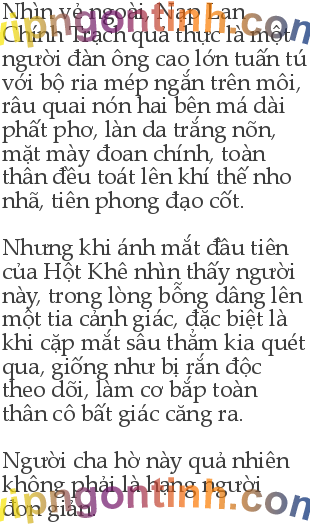 Nhìn vẻ ngoài, Nạp Lan
Chính Trạch quả thực là một
người đàn ông cao lớn tuấn tú
với bộ ria mép ngắn trên môi,
râu quai nón hai bên má dài
phất phơ, làn da trắng nõn,
mặt mày đoan chính, toàn
thân đều toát lên khí thế nho
nhã, tiên phong đạo cốt.

Nhưng khi ánh mắt đầu tiên
của Hột Khê nhìn thấy người
này, trong lòng bỗng dâng lên
một tia cảnh giác, đặc biệt là
khi cặp mắt sâu thẳm kia quét
qua, giống như bị rắn độc
theo dõi, làm cơ bắp toàn
thân cô bất giác căng ra.

Người cha hờ này quả nhiên
không phải là hạng người
đơn giản
vipngontinh.com
vipngontinh.com